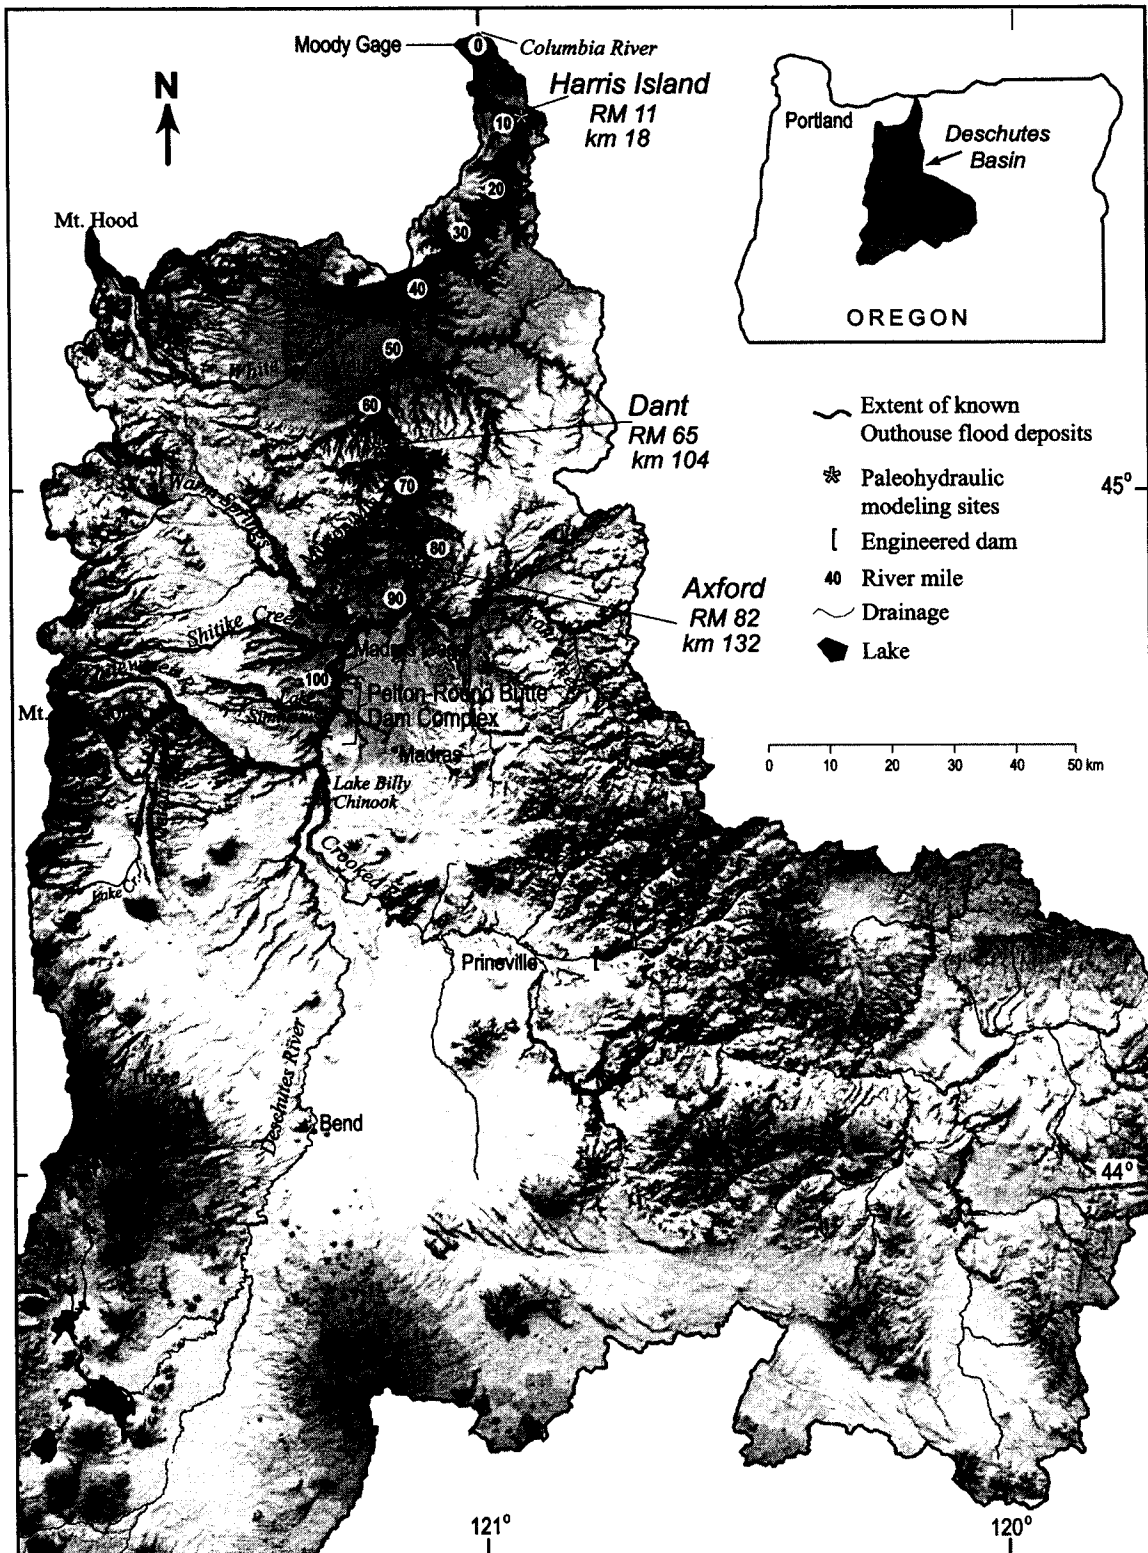 Moody Gage
0
Columbia River
N
Harris Island
RM 11
km 18
10
20
30
Mt. Hood
40
50
60
Dant
RM 65
km 104
70
Warm Springs
80
90
Axford
RM 82
km 132
Shitike Creek
100
Pelton-Round Butte
Dam Complex
Madras
Lake Billy
Chinook
Crooked
Lake Cr.
Prineville
Deschutes River
Bend
Portland
Deschutes
Basin
OREGON
Extent of known
Outhouse flood deposits
Paleohydraulic
modeling sites
[ Engineered dam
40 River mile
Drainage
Lake
45°
0 10 20 30 40 50 km
44°
121°
120°